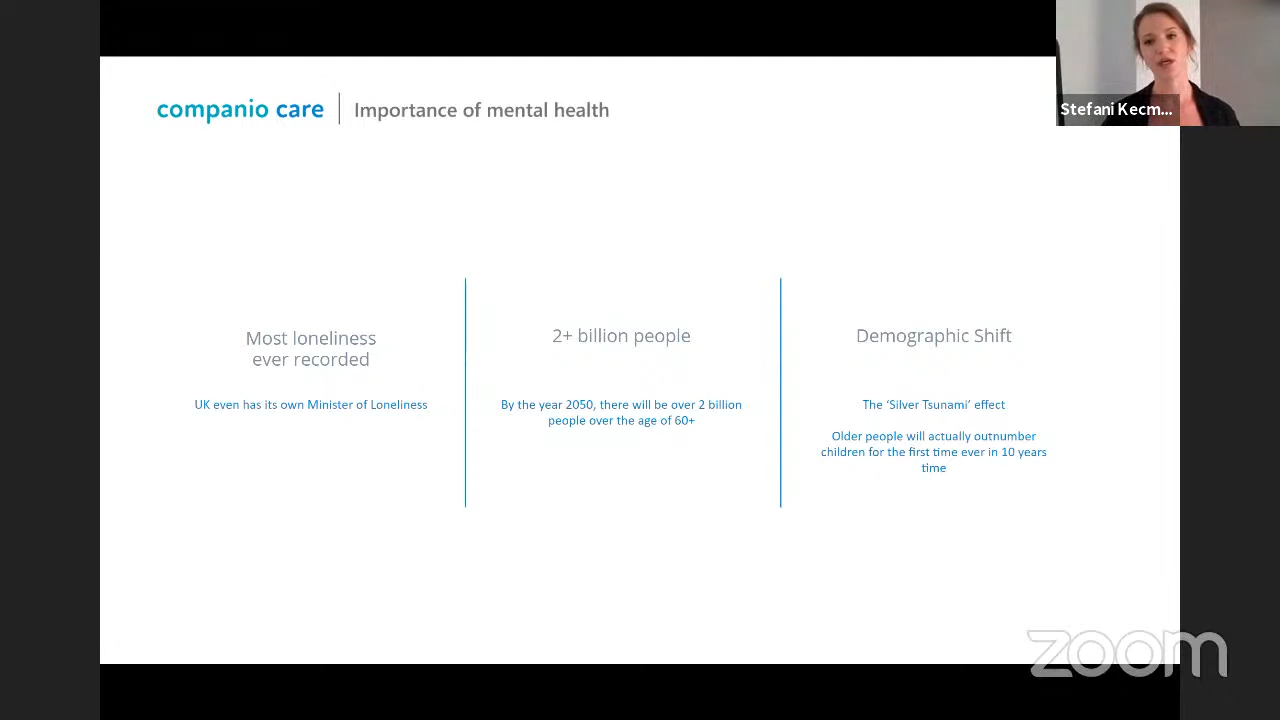 companio care | Importance of mental health
Stefani Kecm...
Most loneliness
ever recorded
UK even has its own Minister of Loneliness
2+ billion people
By the year 2050, there will be over 2 billion
people over the age of 60+
Demographic Shift
The ‘Silver Tsunami’ effect
Older people will actually outnumber
children for the first time ever in 10 years
time
zoom